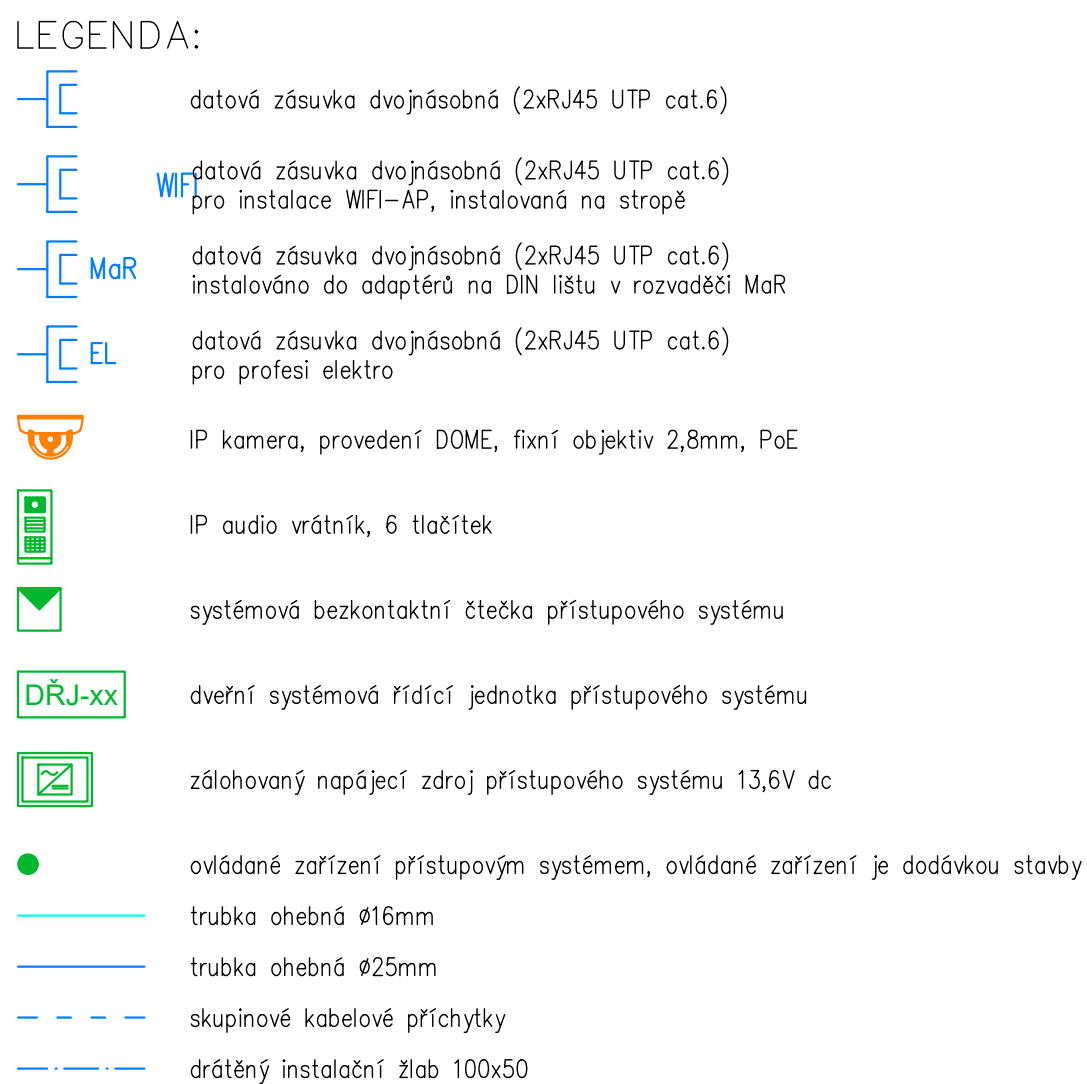 LEGENDA:
datová zásuvka dvojnásobná (2xRJ45 UTP cat.6)
WIFI datová zásuvka dvojnásobná (2xRJ45 UTP cat.6)
pro instalace WIFI-AP, instalovaná na stropě
MaR datová zásuvka dvojnásobná (2xRJ45 UTP cat.6)
instalováno do adaptérů na DIN lištu v rozvaděči MaR
EL datová zásuvka dvojnásobná (2xRJ45 UTP cat.6)
pro profesi elektro
IP kamera, provedení DOME, fixní objektiv 2,8mm, PoE
IP audio vrátník, 6 tlačítek
systémová bezkontaktní čtečka přístupového systému
DŘJ-xx dveřní systémová řídící jednotka přístupového systému
zálohovaný napájecí zdroj přístupového systému 13,6V dc
ovládané zařízení přístupovým systémem, ovládané zařízení je dodávkou stavby
trubka ohebná Ø16mm
trubka ohebná Ø25mm
skupinové kabelové příchytky
drátěný instalační žlab 100x50